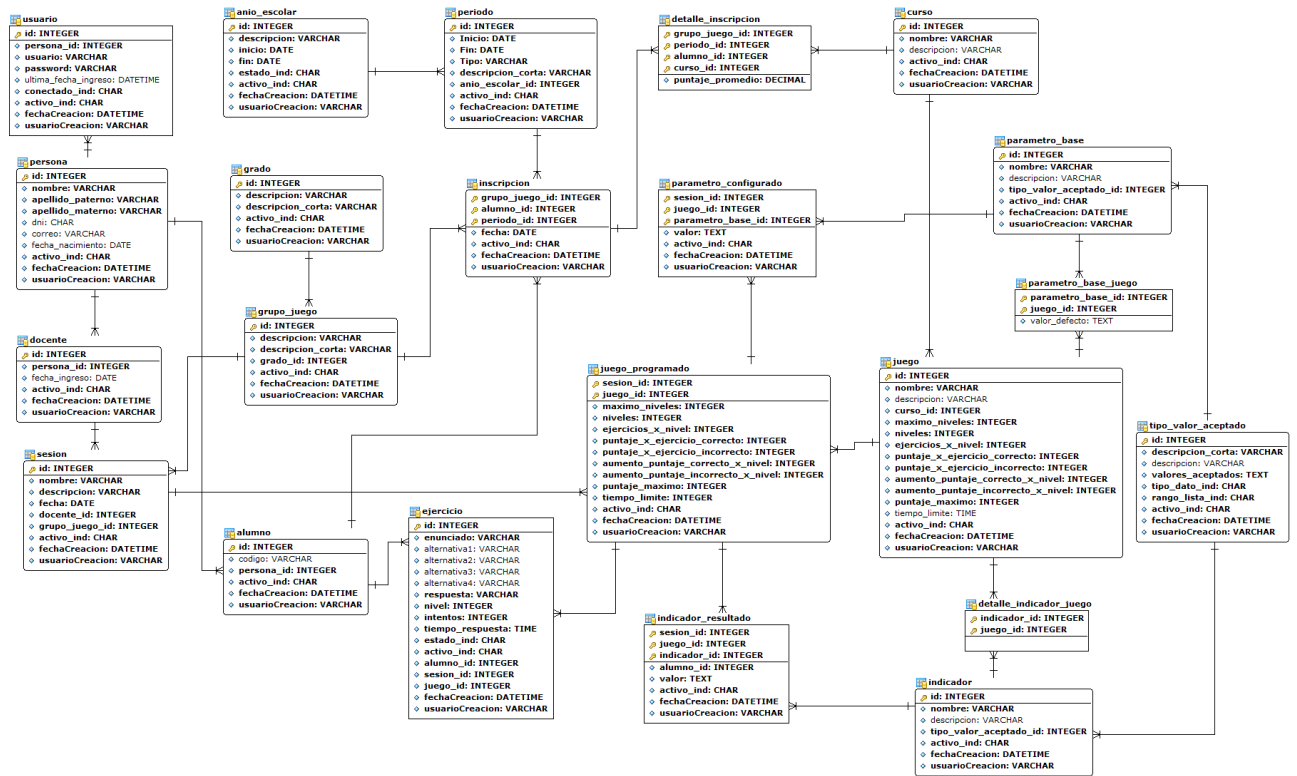 usuario
id: INTEGER
persona_id: INTEGER
usuario: VARCHAR
password: VARCHAR
ultima_fecha_ingreso: DATETIME
conectado_ind: CHAR
activo_ind: CHAR
fechaCreacion: DATETIME
usuarioCreacion: VARCHAR
anio_escolar
id: INTEGER
descripcion: VARCHAR
inicio: DATE
fin: DATE
estado_ind: CHAR
activo_ind: CHAR
fechaCreacion: DATETIME
usuarioCreacion: VARCHAR
periodo
id: INTEGER
Inicio: DATE
Fin: DATE
Tipo: VARCHAR
descripcion_corta: VARCHAR
anio_escolar_id: INTEGER
activo_ind: CHAR
fechaCreacion: DATETIME
usuarioCreacion: VARCHAR
detalle_inscripcion
grupo_juego_id: INTEGER
periodo_id: INTEGER
alumno_id: INTEGER
curso_id: INTEGER
puntaje_promedio: DECIMAL
curso
id: INTEGER
nombre: VARCHAR
descripcion: VARCHAR
activo_ind: CHAR
fechaCreacion: DATETIME
usuarioCreacion: VARCHAR
persona
id: INTEGER
nombre: VARCHAR
apellido_paterno: VARCHAR
apellido_materno: VARCHAR
dni: CHAR
correo: VARCHAR
fecha_nacimiento: DATE
activo_ind: CHAR
fechaCreacion: DATETIME
usuarioCreacion: VARCHAR
grado
id: INTEGER
descripcion: VARCHAR
descripcion_corta: VARCHAR
activo_ind: CHAR
fechaCreacion: DATETIME
usuarioCreacion: VARCHAR
inscripcion
grupo_juego_id: INTEGER
alumno_id: INTEGER
periodo_id: INTEGER
fecha: DATE
activo_ind: CHAR
fechaCreacion: DATETIME
usuarioCreacion: VARCHAR
parametro_configurado
sesion_id: INTEGER
juego_id: INTEGER
parametro_base_id: INTEGER
valor: TEXT
activo_ind: CHAR
fechaCreacion: DATETIME
usuarioCreacion: VARCHAR
parametro_base
id: INTEGER
nombre: VARCHAR
descripcion: VARCHAR
tipo_valor_aceptado_id: INTEGER
activo_ind: CHAR
fechaCreacion: DATETIME
usuarioCreacion: VARCHAR
parametro_base_juego
parametro_base_id: INTEGER
juego_id: INTEGER
valor_defecto: TEXT
docente
id: INTEGER
persona_id: INTEGER
fecha_ingreso: DATE
activo_ind: CHAR
fechaCreacion: DATETIME
usuarioCreacion: VARCHAR
grupo_juego
id: INTEGER
descripcion: VARCHAR
descripcion_corta: VARCHAR
grado_id: INTEGER
activo_ind: CHAR
fechaCreacion: DATETIME
usuarioCreacion: VARCHAR
juego_programado
sesion_id: INTEGER
juego_id: INTEGER
maximo_niveles: INTEGER
niveles: INTEGER
ejercicios_x_nivel: INTEGER
puntaje_x_ejercicio_correcto: INTEGER
puntaje_x_ejercicio_incorrecto: INTEGER
aumento_puntaje_correcto_x_nivel: INTEGER
aumento_puntaje_incorrecto_x_nivel: INTEGER
puntaje_maximo: INTEGER
tiempo_limite: INTEGER
activo_ind: CHAR
fechaCreacion: DATETIME
usuarioCreacion: VARCHAR
juego
id: INTEGER
nombre: VARCHAR
descripcion: VARCHAR
curso_id: INTEGER
maximo_niveles: INTEGER
niveles: INTEGER
ejercicios_x_nivel: INTEGER
puntaje_x_ejercicio_correcto: INTEGER
puntaje_x_ejercicio_incorrecto: INTEGER
aumento_puntaje_correcto_x_nivel: INTEGER
aumento_puntaje_incorrecto_x_nivel: INTEGER
puntaje_maximo: INTEGER
tiempo_limite: TIME
activo_ind: CHAR
fechaCreacion: DATETIME
usuarioCreacion: VARCHAR
tipo_valor_aceptado
id: INTEGER
descripcion_corta: VARCHAR
descripcion: VARCHAR
valores_aceptados: TEXT
tipo_dato_ind: CHAR
rango_lista_ind: CHAR
activo_ind: CHAR
fechaCreacion: DATETIME
usuarioCreacion: VARCHAR
sesion
id: INTEGER
nombre: VARCHAR
descripcion: VARCHAR
fecha: DATE
docente_id: INTEGER
grupo_juego_id: INTEGER
activo_ind: CHAR
fechaCreacion: DATETIME
usuarioCreacion: VARCHAR
alumno
id: INTEGER
codigo: VARCHAR
persona_id: INTEGER
activo_ind: CHAR
fechaCreacion: DATETIME
usuarioCreacion: VARCHAR
ejercicio
id: INTEGER
enunciado: VARCHAR
alternativa1: VARCHAR
alternativa2: VARCHAR
alternativa3: VARCHAR
alternativa4: VARCHAR
respuesta: VARCHAR
nivel: INTEGER
intentos: INTEGER
tiempo_respuesta: TIME
estado_ind: CHAR
activo_ind: CHAR
alumno_id: INTEGER
sesion_id: INTEGER
juego_id: INTEGER
fechaCreacion: DATETIME
usuarioCreacion: VARCHAR
indicador_resultado
sesion_id: INTEGER
juego_id: INTEGER
indicador_id: INTEGER
alumno_id: INTEGER
valor: TEXT
activo_ind: CHAR
fechaCreacion: DATETIME
usuarioCreacion: VARCHAR
detalle_indicador_juego
indicador_id: INTEGER
juego_id: INTEGER
indicador
id: INTEGER
nombre: VARCHAR
descripcion: VARCHAR
tipo_valor_aceptado_id: INTEGER
activo_ind: CHAR
fechaCreacion: DATETIME
usuarioCreacion: VARCHAR